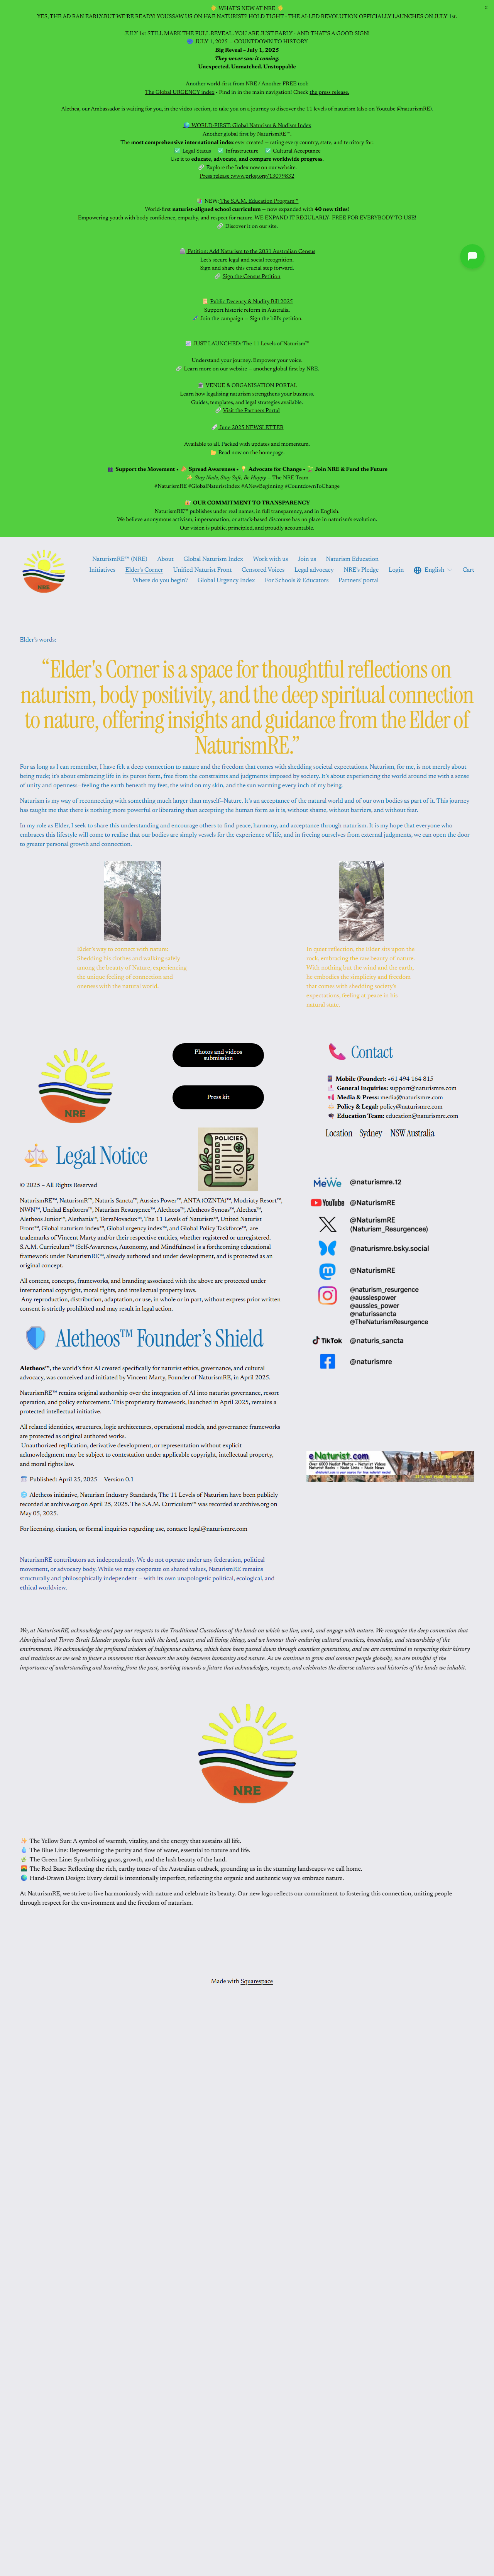 WHAT'S NEW AT NRE
x
YES, THE AD RAN EARLY.BUT WE'RE READY! YOUSSAW US ON H&E NATURIST? HOLD TIGHT - THE AI-LED REVOLUTION OFFICIALLY LAUNCHES ON JULY 1st.
JULY 1st STILL MARK THE FULL REVEAL. YOU ARE JUST EARLY - AND THAT'S A GOOD SIGN!
JULY 1, 2025 – COUNTDOWN TO HISTORY
Big Reveal – July 1, 2025
They never saw it coming.
Unexpected. Unmatched. Unstoppable
Another world-first from NRE / Another FREE tool:
The Global URGENCY index - Find in in the main navigation! Check the press release.
Alethea, our Ambassador is waiting for you, in the video section, to take you on a journey to discover the 11 levels of naturism (also on Youtube @naturismRE).
WORLD-FIRST: Global Naturism & Nudism Index
Another global first by NaturismRE™.
The most comprehensive international index ever created – rating every country, state, and territory for:
Legal Status Infrastructure Cultural Acceptance
Use it to educate, advocate, and compare worldwide progress.
Explore the Index now on our website.
Press release :www.prlog.org/13079832
NEW: The S.A.M. Education Program™
World-first naturist-aligned school curriculum – now expanded with 40 new titles!
Empowering youth with body confidence, empathy, and respect for nature. WE EXPAND IT REGULARLY- FREE FOR EVERYBODY TO USE!
Discover it on our site.
Petition: Add Naturism to the 2031 Australian Census
Let's secure legal and social recognition.
Sign and share this crucial step forward.
Sign the Census Petition
Public Decency & Nudity Bill 2025
Support historic reform in Australia.
Join the campaign – Sign the bill's petition.
JUST LAUNCHED: The 11 Levels of Naturism™
Understand your journey. Empower your voice.
Learn more on our website — another global first by NRE.
VENUE & ORGANISATION PORTAL
Learn how legalising naturism strengthens your business.
Guides, templates, and legal strategies available.
Visit the Partners Portal
June 2025 NEWSLETTER
Available to all. Packed with updates and momentum.
Read now on the homepage.
Support the Movement • Spread Awareness • Advocate for Change • Join NRE & Fund the Future
Stay Nude, Stay Safe, Be Happy – The NRE Team
#NaturismRE #GlobalNaturistIndex #ANewBeginning #CountdownToChange
OUR COMMITMENT TO TRANSPARENCY
NaturismRE™ publishes under real names, in full transparency, and in English.
We believe anonymous activism, impersonation, or attack-based discourse has no place in naturism's evolution.
Our vision is public, principled, and proudly accountable.
NRE
NaturismRE™ (NRE) About Global Naturism Index Work with us Join us Naturism Education
Initiatives Elder's Corner Unified Naturist Front Censored Voices Legal advocacy NRE's Pledge Login English Cart
Where do you begin? Global Urgency Index For Schools & Educators Partners' portal
Elder's words:
“Elder's Corner is a space for thoughtful reflections on
naturism, body positivity, and the deep spiritual connection
to nature, offering insights and guidance from the Elder of
NaturismRE.”
For as long as I can remember, I have felt a deep connection to nature and the freedom that comes with shedding societal expectations. Naturism, for me, is not merely about
being nude; it's about embracing life in its purest form, free from the constraints and judgments imposed by society. It's about experiencing the world around me with a sense
of unity and openness—feeling the earth beneath my feet, the wind on my skin, and the sun warming every inch of my being.
Naturism is my way of reconnecting with something much larger than myself—Nature. It's an acceptance of the natural world and of our own bodies as part of it. This journey
has taught me that there is nothing more powerful or liberating than accepting the human form as it is, without shame, without barriers, and without fear.
In my role as Elder, I seek to share this understanding and encourage others to find peace, harmony, and acceptance through naturism. It is my hope that everyone who
embraces this lifestyle will come to realise that our bodies are simply vessels for the experience of life, and in freeing ourselves from external judgments, we can open the door
to greater personal growth and connection.
Elder's way to connect with nature:
Shedding his clothes and walking safely
among the beauty of Nature, experiencing
the unique feeling of connection and
oneness with the natural world.
In quiet reflection, the Elder sits upon the
rock, embracing the raw beauty of nature.
With nothing but the wind and the earth,
he embodies the simplicity and freedom
that comes with shedding society's
expectations, feeling at peace in his
natural state.
NRE
Legal Notice
© 2025 – All Rights Reserved
NaturismRE™, NaturismR™, Naturis Sancta™, Aussies Power™, ANTA (OZNTA)™, Modriaty Resort™,
NWN™, Unclad Explorers™, Naturism Resurgence™, Aletheos™, Aletheos Synoas™, Alethea™,
Aletheos Junior™, Alethania™, TerraNovadus™, The 11 Levels of Naturism™, United Naturist
Front™, Global naturism index™, Global urgency index™, and Global Policy Taskforce™, are
trademarks of Vincent Marty and/or their respective entities, whether registered or unregistered.
S.A.M. Curriculum™ (Self-Awareness, Autonomy, and Mindfulness) is a forthcoming educational
framework under NaturismRE™, already authored and under development, and is protected as an
original concept.
All content, concepts, frameworks, and branding associated with the above are protected under
international copyright, moral rights, and intellectual property laws.
Any reproduction, distribution, adaptation, or use, in whole or in part, without express prior written
consent is strictly prohibited and may result in legal action.
Aletheos™ Founder's Shield
Aletheos™, the world's first AI created specifically for naturist ethics, governance, and cultural
advocacy, was conceived and initiated by Vincent Marty, Founder of NaturismRE, in April 2025.
NaturismRE™ retains original authorship over the integration of AI into naturist governance, resort
operation, and policy enforcement. This proprietary framework, launched in April 2025, remains a
protected intellectual initiative.
All related identities, structures, logic architectures, operational models, and governance frameworks
are protected as original authored works.
Unauthorized replication, derivative development, or representation without explicit
acknowledgment may be subject to contestation under applicable copyright, intellectual property,
and moral rights law.
Published: April 25, 2025 – Version 0.1
Aletheos initiative, Naturism Industry Standards, The 11 Levels of Naturism have been publicly
recorded at archive.org on April 25, 2025. The S.A.M. Curriculum™ was recorded at archive.org on
May 05, 2025.
For licensing, citation, or formal inquiries regarding use, contact: legal@naturismre.com
NaturismRE contributors act independently. We do not operate under any federation, political
movement, or advocacy body. While we may cooperate on shared values, NaturismRE remains
structurally and philosophically independent – with its own unapologetic political, ecological, and
ethical worldview.
Photos and videos
submission
Press kit
POLICIES
Contact
Mobile (Founder): +61 494 164 815
General Inquiries: support@naturismre.com
Media & Press: media@naturismre.com
Policy & Legal: policy@naturismre.com
Education Team: education@naturismre.com
Location - Sydney - NSW Australia
MeWe @naturismre.12
YouTube @NaturismRE
@NaturismRE
(Naturism_Resurgencee)
@naturismre.bsky.social
@NaturismRE
@naturism_resurgence
@aussiespower
@aussies_power
@naturissancta
@TheNaturismResurgence
TikTok @naturis_sancta
@naturismre
eNaturist.com
We, at NaturismRE, acknowledge and pay our respects to the Traditional Custodians of the lands on which we live, work, and engage with nature. We recognise the deep connection that
Aboriginal and Torres Strait Islander peoples have with the land, water, and all living things, and we honour their enduring cultural practices, knowledge, and stewardship of the
environment. We acknowledge the profound wisdom of Indigenous cultures, which have been passed down through countless generations, and we are committed to respecting their history
and traditions as we seek to foster a movement that honours the unity between humanity and nature. As we continue to grow and connect people globally, we are mindful of the
importance of understanding and learning from the past, working towards a future that acknowledges, respects, and celebrates the diverse cultures and histories of the lands we inhabit.
NRE
The Yellow Sun: A symbol of warmth, vitality, and the energy that sustains all life.
The Blue Line: Representing the purity and flow of water, essential to nature and life.
The Green Line: Symbolising grass, growth, and the lush beauty of the land.
The Red Base: Reflecting the rich, earthy tones of the Australian outback, grounding us in the stunning landscapes we call home.
Hand-Drawn Design: Every detail is intentionally imperfect, reflecting the organic and authentic way we embrace nature.
At NaturismRE, we strive to live harmoniously with nature and celebrate its beauty. Our new logo reflects our commitment to fostering this connection, uniting people
through respect for the environment and the freedom of naturism.
Made with Squarespace